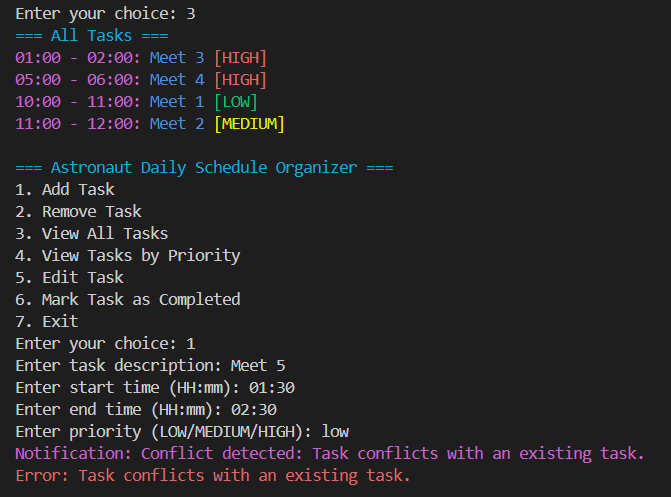 Enter your choice: 3
=== All Tasks ===
01:00 - 02:00: Meet 3 [HIGH]
05:00 - 06:00: Meet 4 [HIGH]
10:00 - 11:00: Meet 1 [LOW]
11:00 - 12:00: Meet 2 [MEDIUM]
=== Astronaut Daily Schedule Organizer ===
1. Add Task
2. Remove Task
3. View All Tasks
4. View Tasks by Priority
5. Edit Task
6. Mark Task as Completed
7. Exit
Enter your choice: 1
Enter task description: Meet 5
Enter start time (HH:mm): 01:30
Enter end time (HH:mm): 02:30
Enter priority (LOW/MEDIUM/HIGH): low
Notification: Conflict detected: Task conflicts with an existing task.
Error: Task conflicts with an existing task.